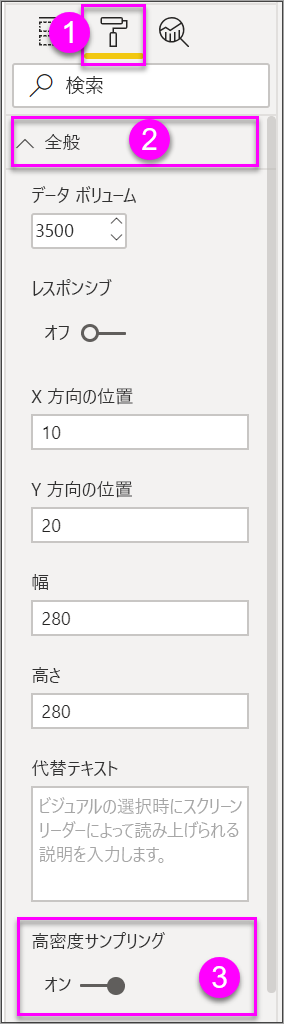 1
検索
全般
2
データ ボリューム
3500
レスポンシブ
オフ
X 方向の位置
10
Y 方向の位置
20
幅
280
高さ
280
代替テキスト
ビジュアルの選択時にスクリーン
リーダーによって読み上げられる
説明を入力します。
高密度サンプリング
オン
3